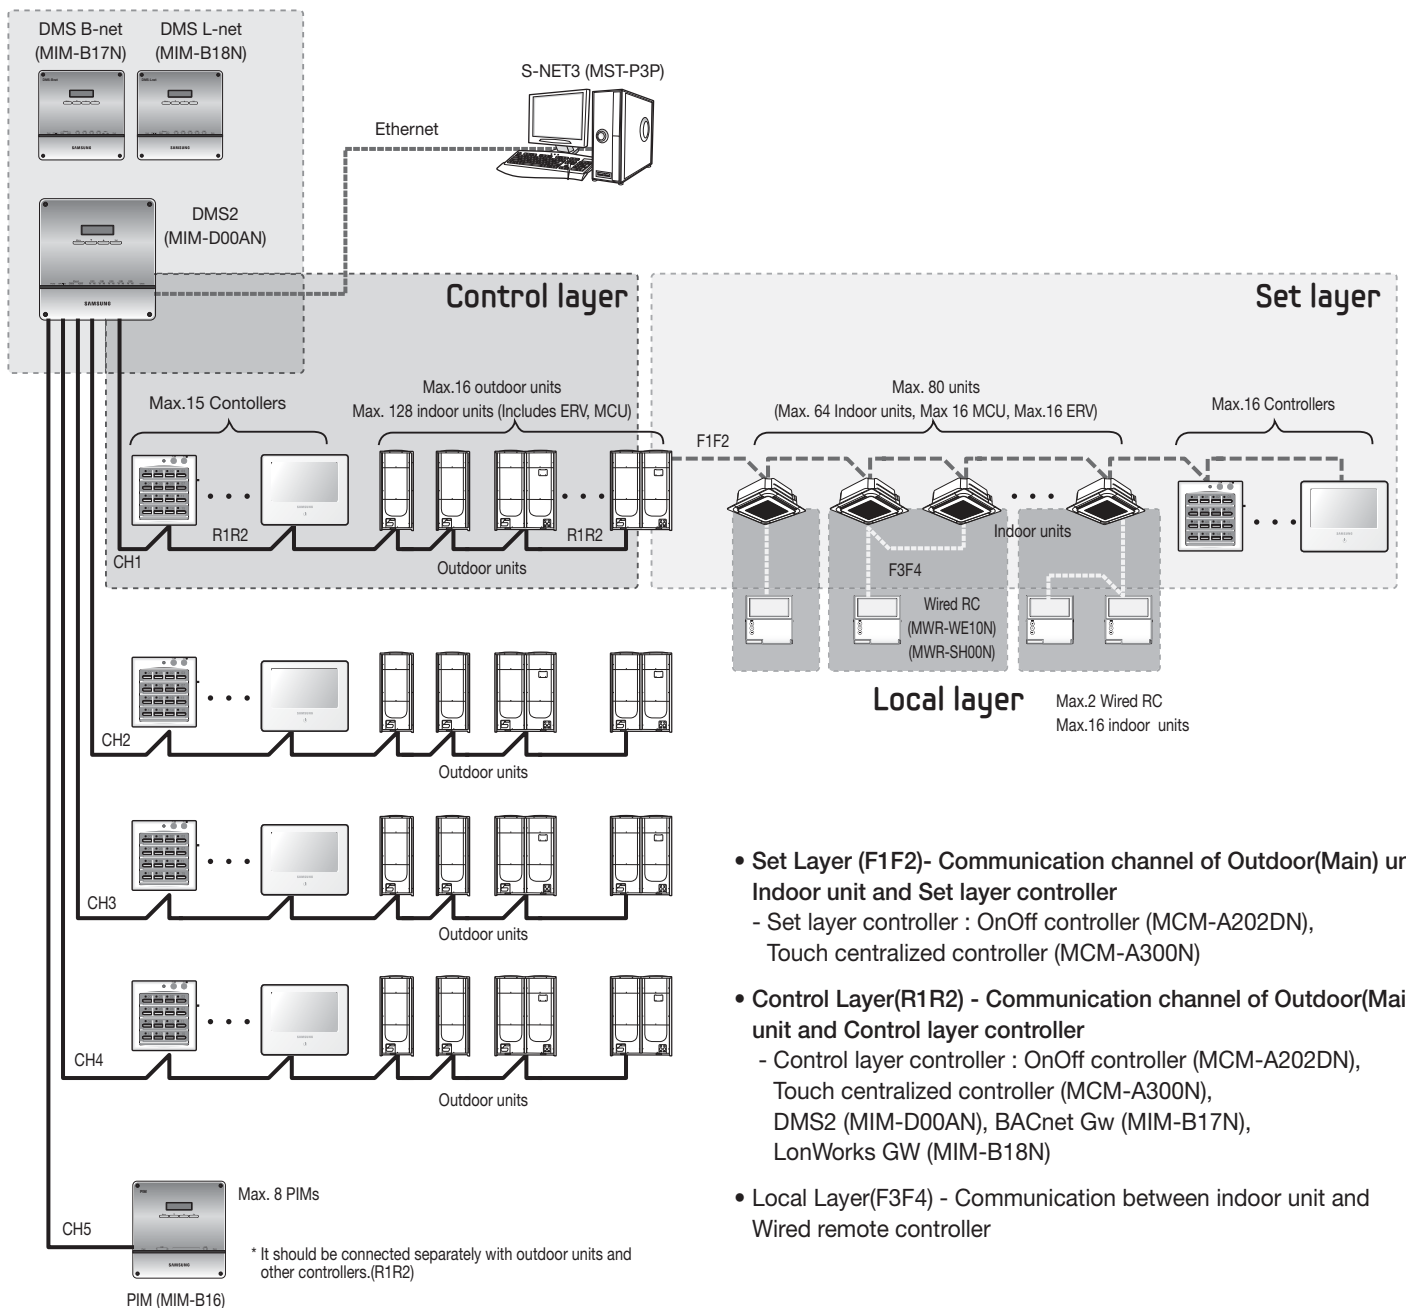 DMS B-net
(MIM-B17N)
DMS L-net
(MIM-B18N)
SAMSUNG
SAMSUNG
S-NET3 (MST-P3P)
Ethernet
DMS2
(MIM-D00AN)
SAMSUNG
Control layer
Set layer
Max.15 Contollers
Max.16 outdoor units
Max. 128 indoor units (Includes ERV, MCU)
Max. 80 units
(Max. 64 Indoor units, Max 16 MCU, Max.16 ERV)
Max.16 Controllers
F1F2
R1R2
R1R2
CH1
Outdoor units
Indoor units
F3F4
Wired RC
(MWR-WE10N)
(MWR-SH00N)
Local layer
Max.2 Wired RC
Max.16 indoor units
CH2
Outdoor units
CH3
Outdoor units
CH4
Outdoor units
CH5
PIM
SAMSUNG
Max. 8 PIMs
* It should be connected separately with outdoor units and
other controllers.(R1R2)
PIM (MIM-B16)
• Set Layer (F1F2)- Communication channel of Outdoor(Main)
Indoor unit and Set layer controller
- Set layer controller : OnOff controller (MCM-A202DN),
Touch centralized controller (MCM-A300N)
• Control Layer(R1R2) - Communication channel of Outdoor(Mai
unit and Control layer controller
- Control layer controller : OnOff controller (MCM-A202DN),
Touch centralized controller (MCM-A300N),
DMS2 (MIM-D00AN), BACnet Gw (MIM-B17N),
LonWorks GW (MIM-B18N)
• Local Layer(F3F4) - Communication between indoor unit and
Wired remote controller